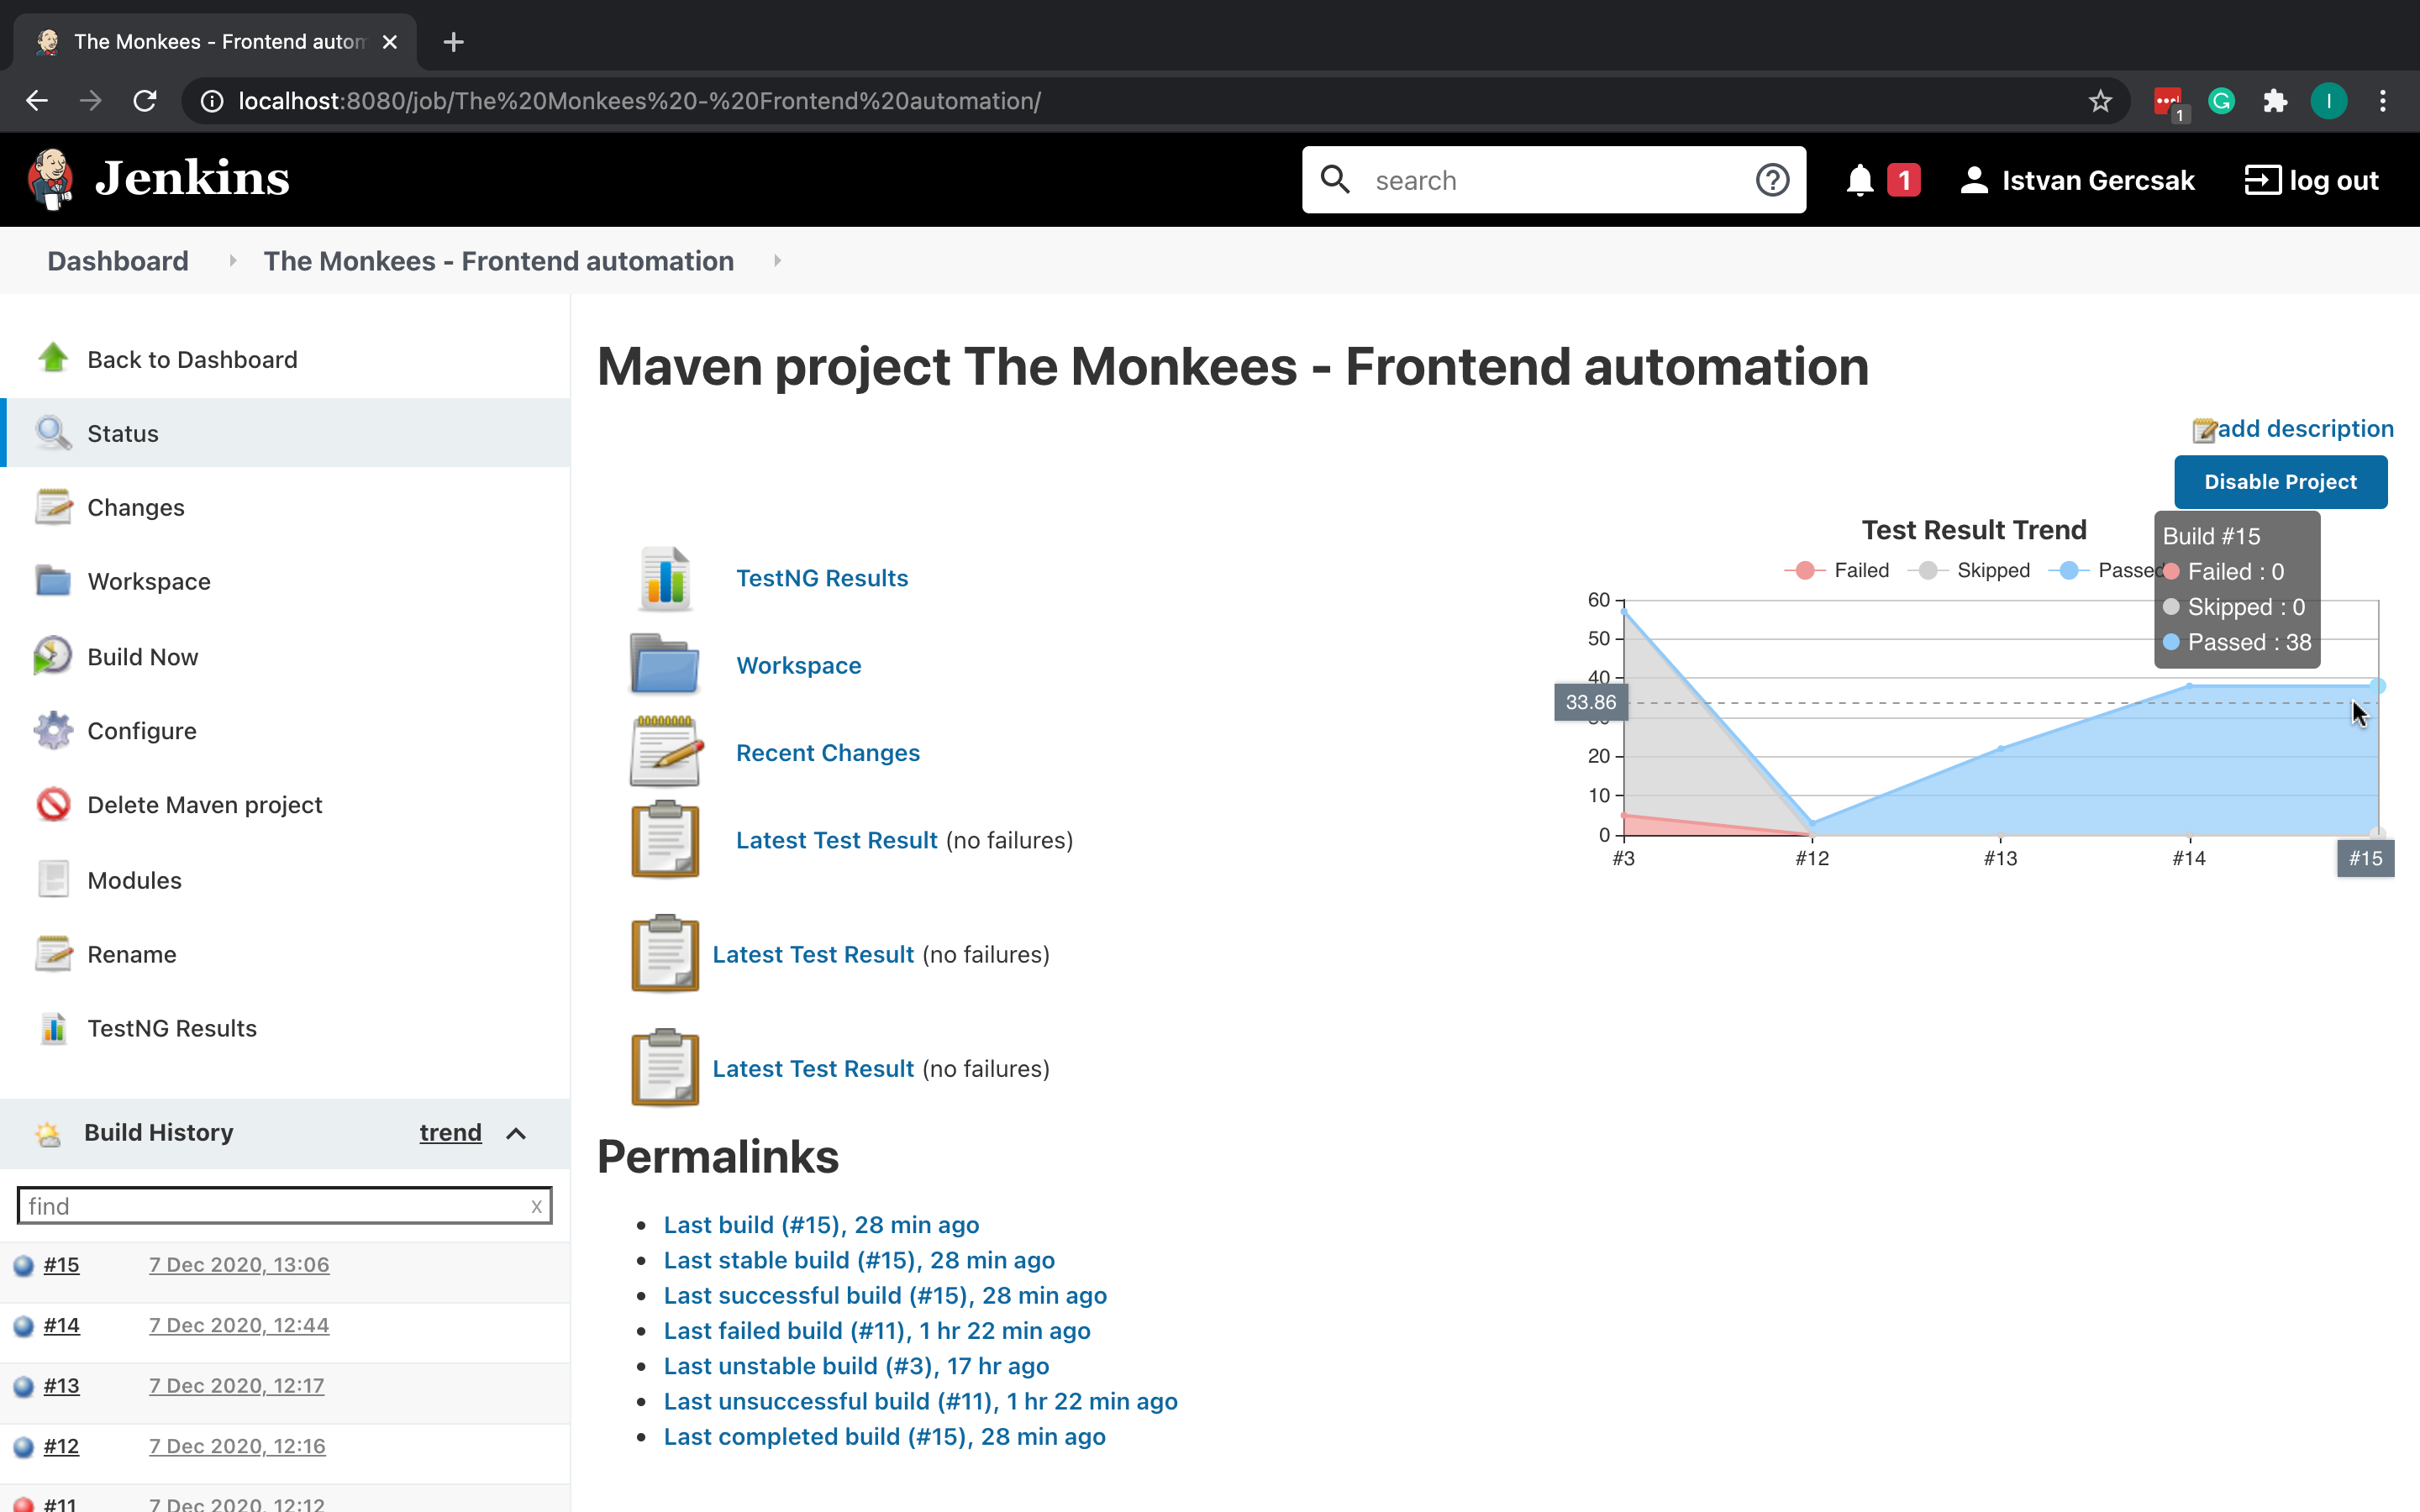 The Monkees - Frontend autom
localhost:8080/job/The%20Monkees%20-%20Frontend%20automation/
1
I
Jenkins
search
1
Istvan Gercsak
log out
Dashboard
The Monkees - Frontend automation
Back to Dashboard
Status
Changes
Workspace
Build Now
Configure
Delete Maven project
Modules
Rename
TestNG Results
Build History trend
find x
#15 7 Dec 2020, 13:06
#14 7 Dec 2020, 12:44
#13 7 Dec 2020, 12:17
#12 7 Dec 2020, 12:16
#11 7 Dec 2020, 12:12
Maven project The Monkees - Frontend automation
add description
Disable Project
TestNG Results
Workspace
Recent Changes
Latest Test Result (no failures)
Latest Test Result (no failures)
Latest Test Result (no failures)
Test Result Trend
Failed Skipped Passed
Build #15
Failed : 0
Skipped : 0
Passed : 38
60
50
40
33.86
20
10
0
#3 #12 #13 #14 #15
Permalinks
Last build (#15), 28 min ago
Last stable build (#15), 28 min ago
Last successful build (#15), 28 min ago
Last failed build (#11), 1 hr 22 min ago
Last unstable build (#3), 17 hr ago
Last unsuccessful build (#11), 1 hr 22 min ago
Last completed build (#15), 28 min ago